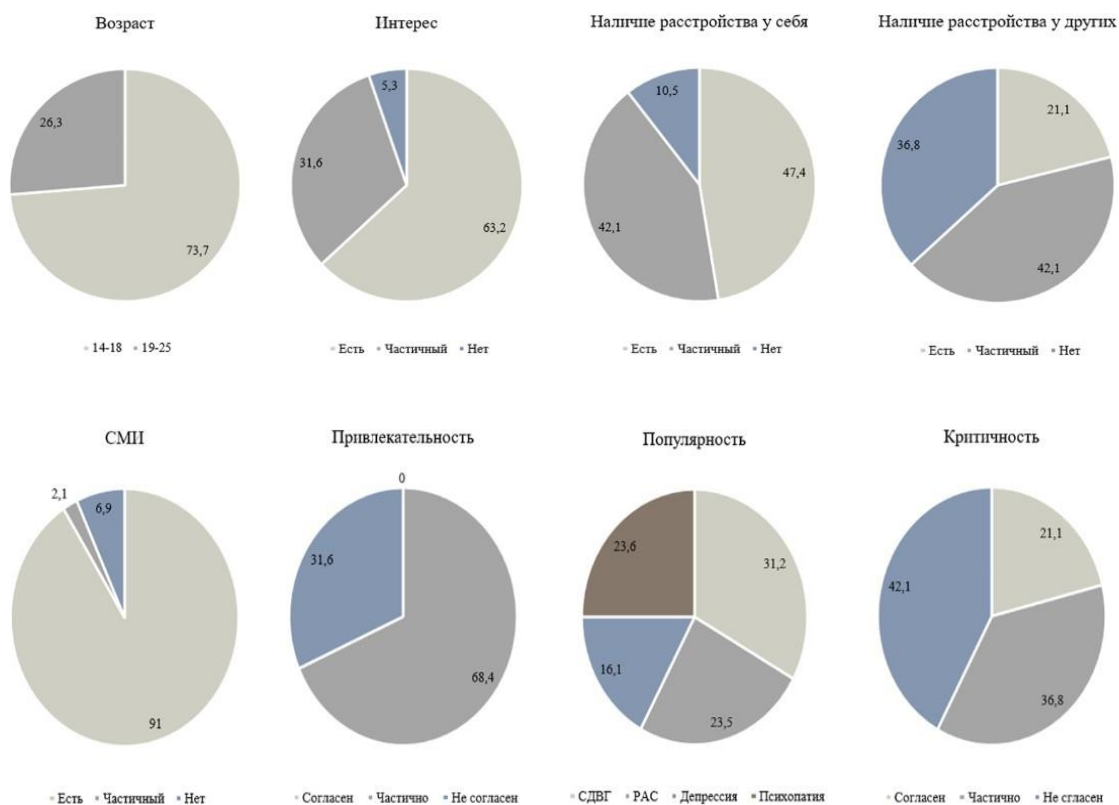 Возраст
26,3
73,7
14-18 19-25
Интерес
5,3
31,6
63,2
Есть Частичный Нет
Наличие расстройства у себя
10,5
47,4
42,1
Есть Частичный Нет
Наличие расстройства у других
21,1
36,8
42,1
Есть Частичный Нет
СМИ
2,1
6,9
91
Есть Частичный Нет
Привлекательность
0
31,6
68,4
Согласен Частично Не согласен
Популярность
23,6
31,2
16,1
23,5
СДВГ РАС Депрессия Психопатия
Критичность
21,1
42,1
36,8
Согласен Частично Не сгласен